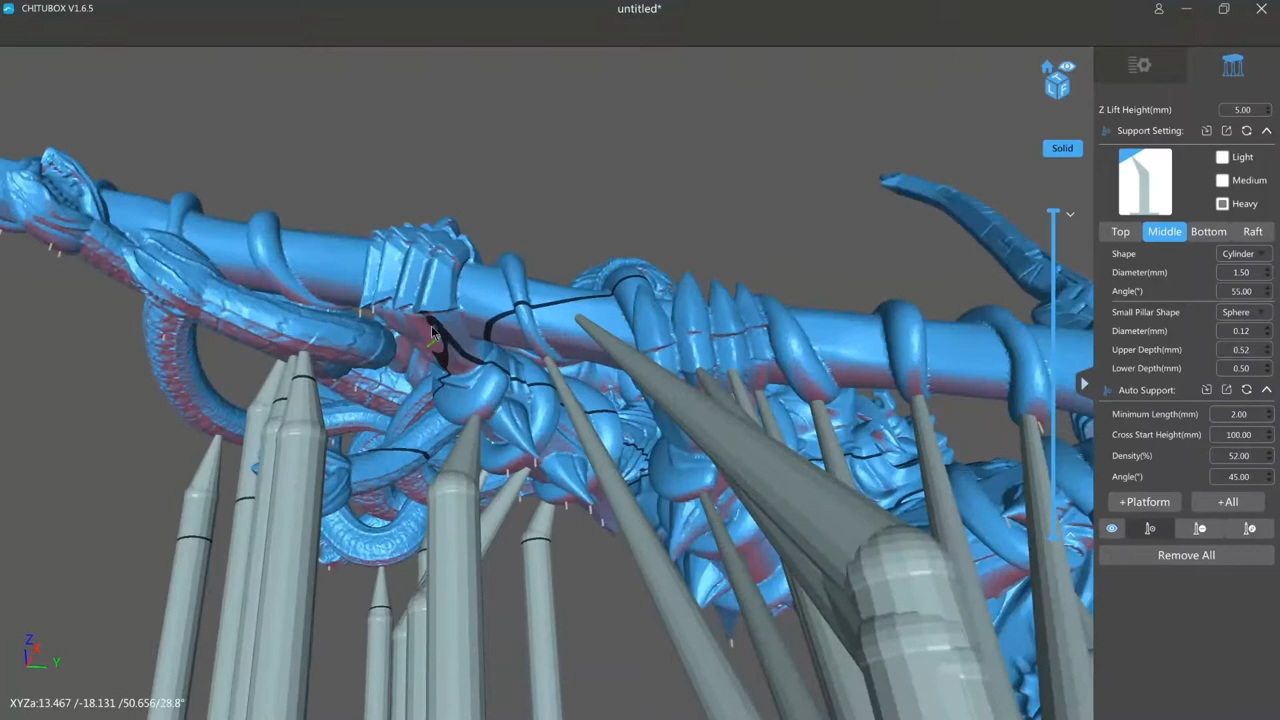 CHITUBOX V1.6.5
untitled*
Z Lift Height(mm) 5.00
Support Setting:
Light
Medium
Heavy
Top Middle Bottom Raft
Shape Cylinder
Diameter(mm) 1.50
Angle(°) 55.00
Small Pillar Shape Sphere
Diameter(mm) 0.12
Upper Depth(mm) 0.52
Lower Depth(mm) 0.50
Auto Support:
Minimum Length(mm) 2.00
Cross Start Height(mm) 100.00
Density(%) 52.00
Angle(°) 45.00
+Platform +All
Remove All
Solid
T
L F
Z
X
Y
XYZa:13.467 /-18.131 /50.656/28.8°